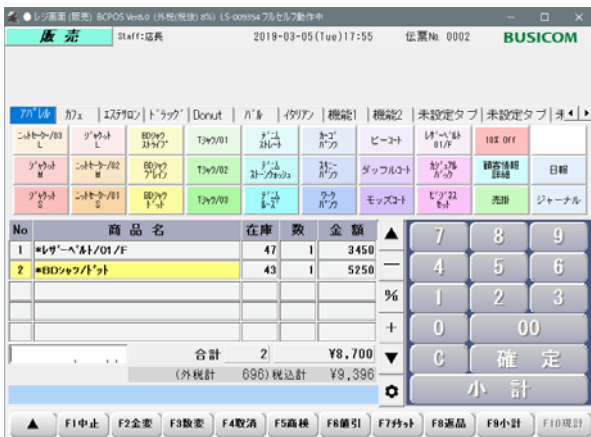 ●レジ画面 (販売) BCPOS Ver8.0 (外税(税抜) 8%) LS-009354 フルセルフ動作中
販 売 Staff:店長 2019-03-05(Tue)17:55 伝票№ 0002 BUSICOM
アパレル カフェ エステサロン ドラッグ Donut バル イタリアン 機能1 機能2 未設定タブ 未設定タブ 未
ニットセーター/03 L ジャケット L BDシャツ ストライプ Tシャツ/01 デニム ストレート カーゴ パンツ ピーコート レザーベルト 01/F 10% Off
ジャケット M ニットセーター/02 M BDシャツ プレイン Tシャツ/02 デニム ストーンウォッシュ スキニー パンツ ダッフルコート カジュアル バッグ 顧客情報 詳細 日報
ジャケット S ニットセーター/01 S BDシャツ ドット Tシャツ/03 デニム ルーズ ワーク パンツ モッズコート ビジネス セット 売掛 ジャーナル
No 商 品 名 在庫 数 金 額 ▲ 7 8 9
1 *レザーベルト/01/F 47 1 3450
2 *BDシャツ/ドット 43 1 5250 — 4 5 6
% 1 2 3
+ 0 00
合計 2 ¥8,700 ▼ C 確 定
(外税計 696) 税込計 ¥9,396
小 計
▲ F1中止 F2金変 F3数変 F4取消 F5商検 F6値引 F7チケット F8返品 F9小計 F10現計